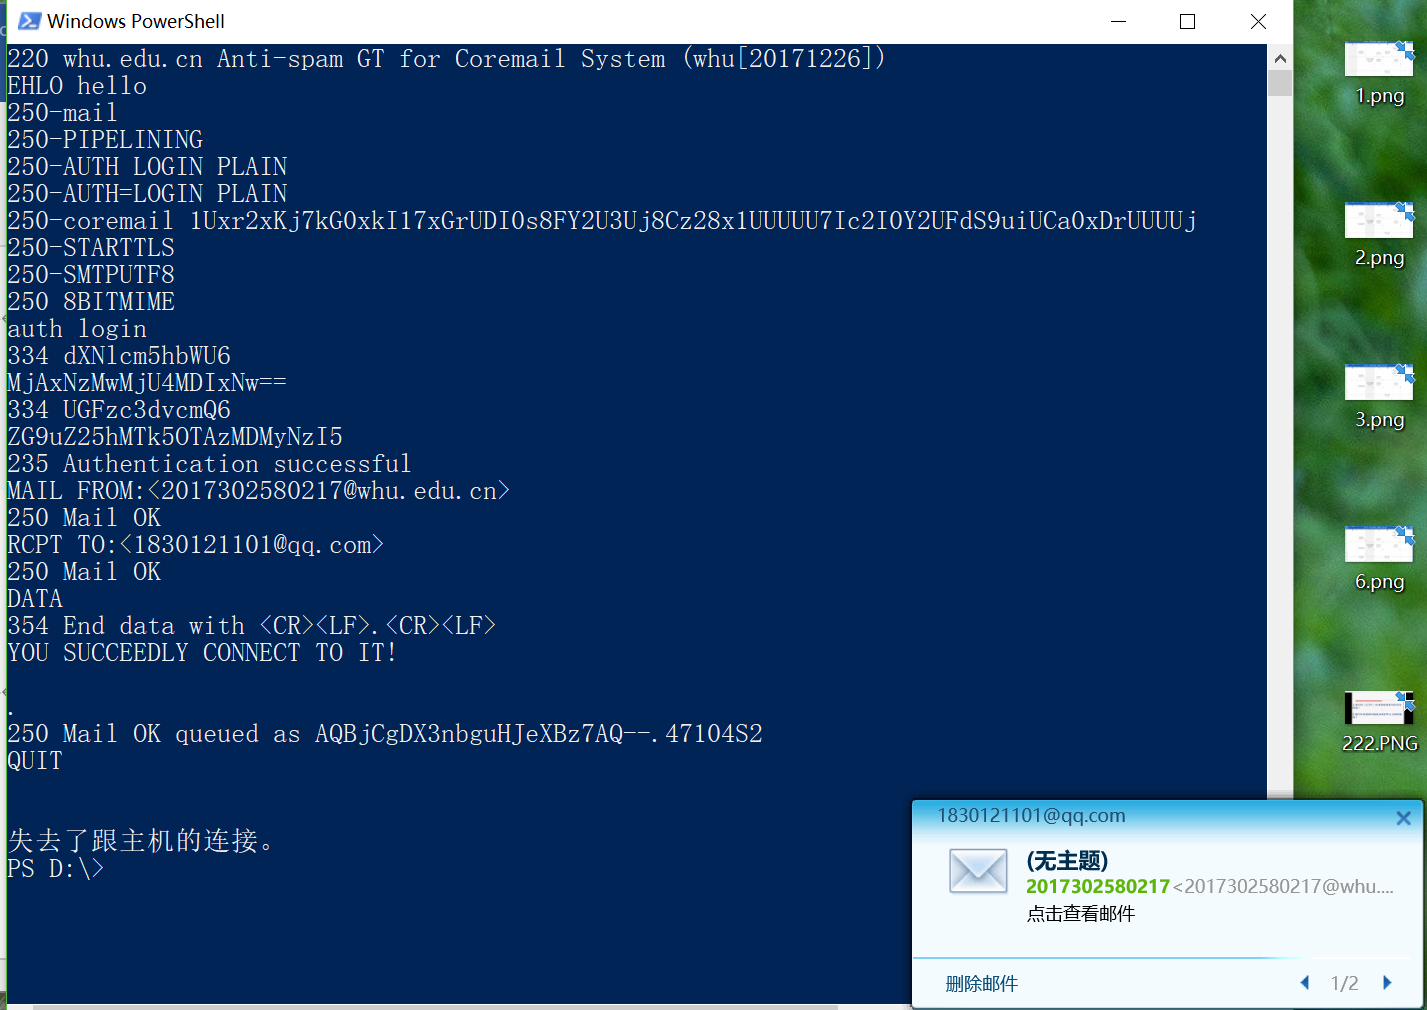 Windows PowerShell
220 whu.edu.cn Anti-spam GT for Coremail System (whu[20171226])
EHLO hello
250-mail
250-PIPELINING
250-AUTH LOGIN PLAIN
250-AUTH=LOGIN PLAIN
250-coremail 1Uxr2xKj7kG0xkI17xGrUDI0s8FY2U3Uj8Cz28x1UUUUU7Ic2I0Y2UFdS9uiUCa0xDrUUUUj
250-STARTTLS
250-SMTPUTF8
250 8BITMIME
auth login
334 dXNlcm5hbWU6
MjAxNzMwMjU4MDIxNw==
334 UGFzc3dvcmQ6
ZG9uZ25hMTk5OTAzMDMyNzI5
235 Authentication successful
MAIL FROM:<2017302580217@whu.edu.cn>
250 Mail OK
RCPT TO:<1830121101@qq.com>
250 Mail OK
DATA
354 End data with <CR><LF>.<CR><LF>
YOU SUCCEEDLY CONNECT TO IT!
.
250 Mail OK queued as AQBjCgDX3nbguHJeXBz7AQ--.47104S2
QUIT
失去了跟主机的连接。
PS D:\>
1.png
2.png
3.png
6.png
222.PNG
1830121101@qq.com
(无主题)
2017302580217<2017302580217@whu....
点击查看邮件
删除邮件
1/2